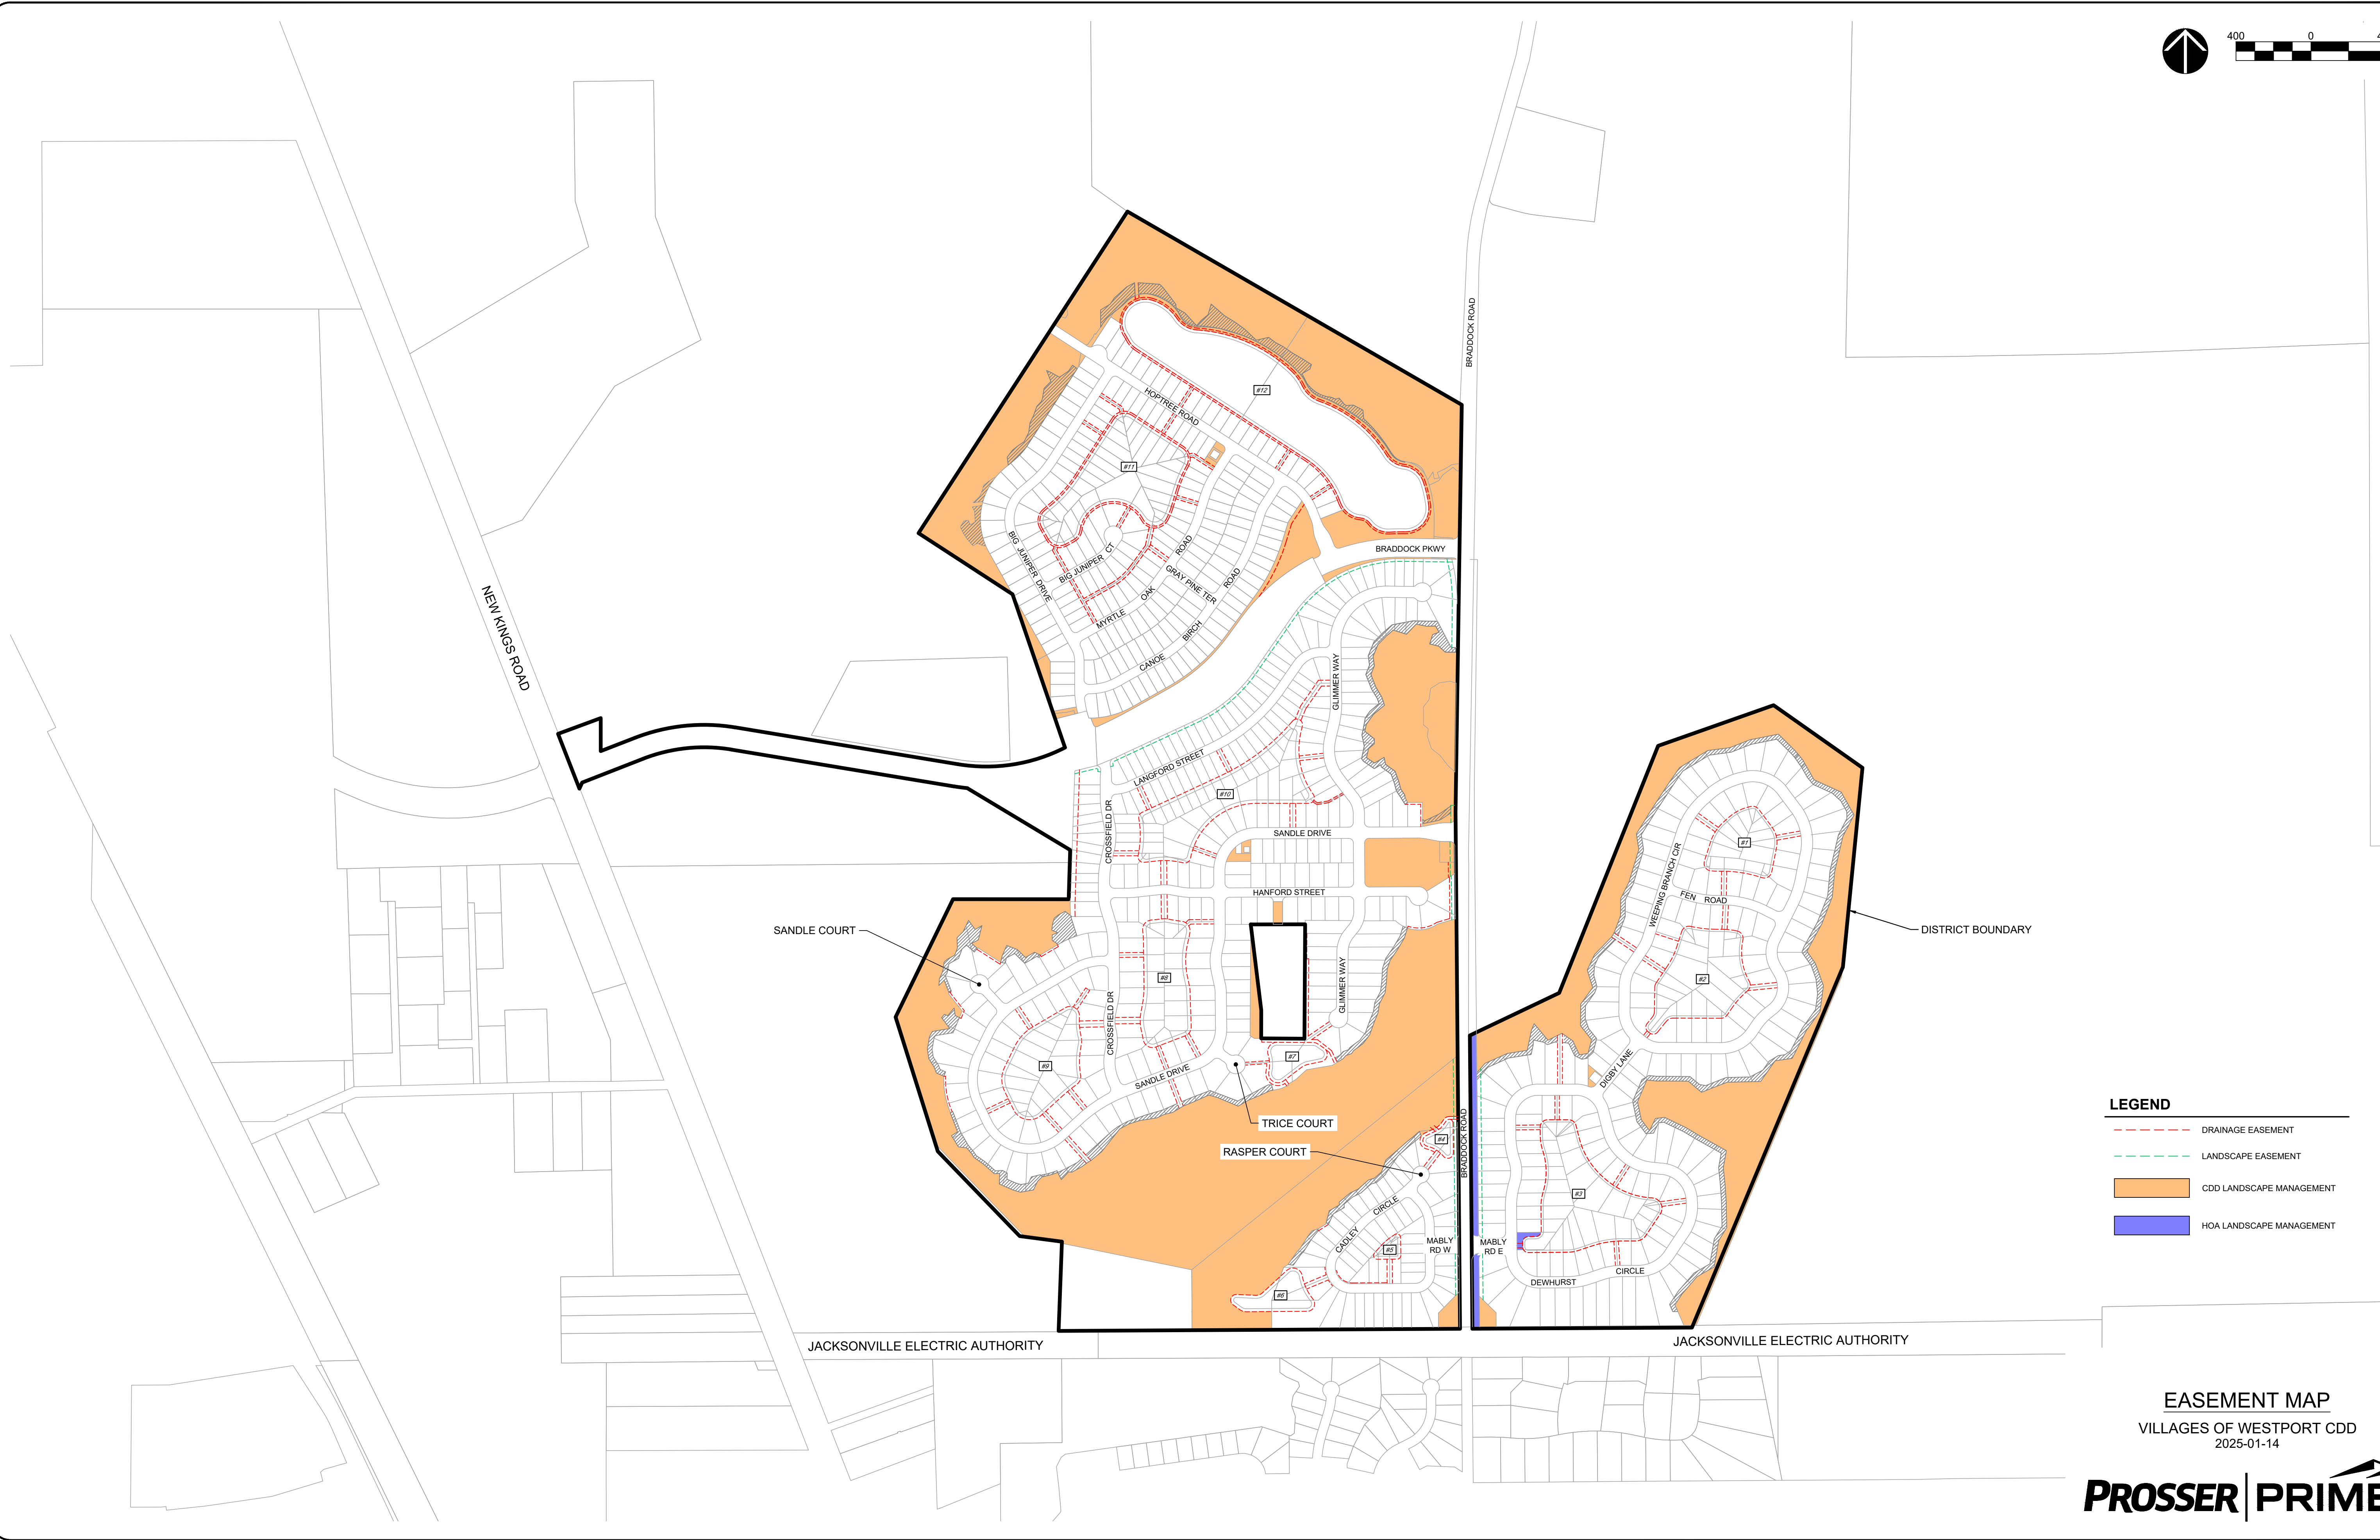 400 0
BRADDOCK ROAD
#12
HOPTREE ROAD
#11
BIG JUNIPER DRIVE
BIG JUNIPER CT
MYRTLE OAK ROAD
GRAY PINE TER
CANOE BIRCH ROAD
BRADDOCK PKWY
NEW KINGS ROAD
GLIMMER WAY
LANGFORD STREET
#10
CROSSFIELD DR
SANDLE DRIVE
HANFORD STREET
#1
WEEPING BRANCH CIR
FEN ROAD
SANDLE COURT
DISTRICT BOUNDARY
#8
#2
GLIMMER WAY
CROSSFIELD DR
#9
#7
SANDLE DRIVE
DIGBY LANE
TRICE COURT
RASPER COURT
#4
BRADDOCK ROAD
#3
CADLEY CIRCLE
#5
MABLY
RD W
MABLY
RD E
#6
DEWHURST CIRCLE
JACKSONVILLE ELECTRIC AUTHORITY
JACKSONVILLE ELECTRIC AUTHORITY
LEGEND
DRAINAGE EASEMENT
LANDSCAPE EASEMENT
CDD LANDSCAPE MANAGEMENT
HOA LANDSCAPE MANAGEMENT
EASEMENT MAP
VILLAGES OF WESTPORT CDD
2025-01-14
PROSSER PRIME